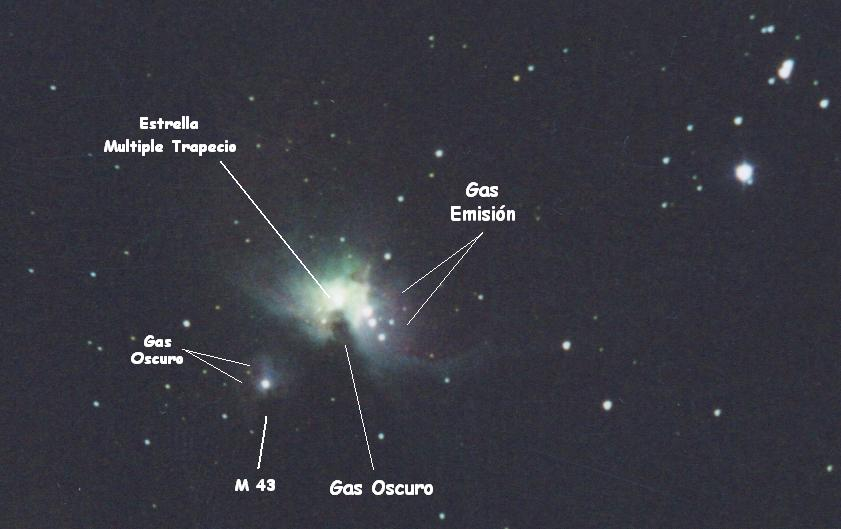 Estrella
Multiple Trapecio
Gas
Emisión
Gas
Oscuro
M 43
Gas Oscuro